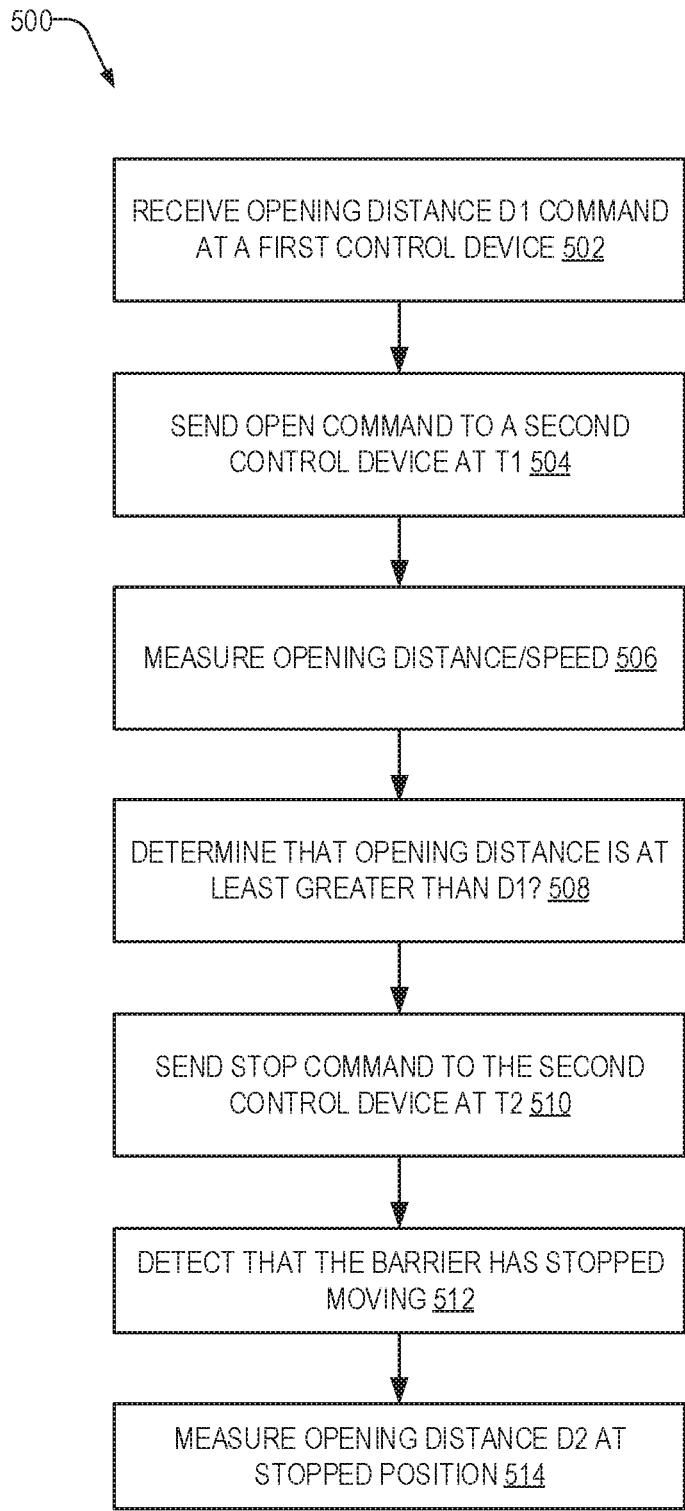 500
RECEIVE OPENING DISTANCE D1 COMMAND
AT A FIRST CONTROL DEVICE 502
SEND OPEN COMMAND TO A SECOND
CONTROL DEVICE AT T1 504
MEASURE OPENING DISTANCE/SPEED 506
DETERMINE THAT OPENING DISTANCE IS AT
LEAST GREATER THAN D1? 508
SEND STOP COMMAND TO THE SECOND
CONTROL DEVICE AT T2 510
DETECT THAT THE BARRIER HAS STOPPED
MOVING 512
MEASURE OPENING DISTANCE D2 AT
STOPPED POSITION 514